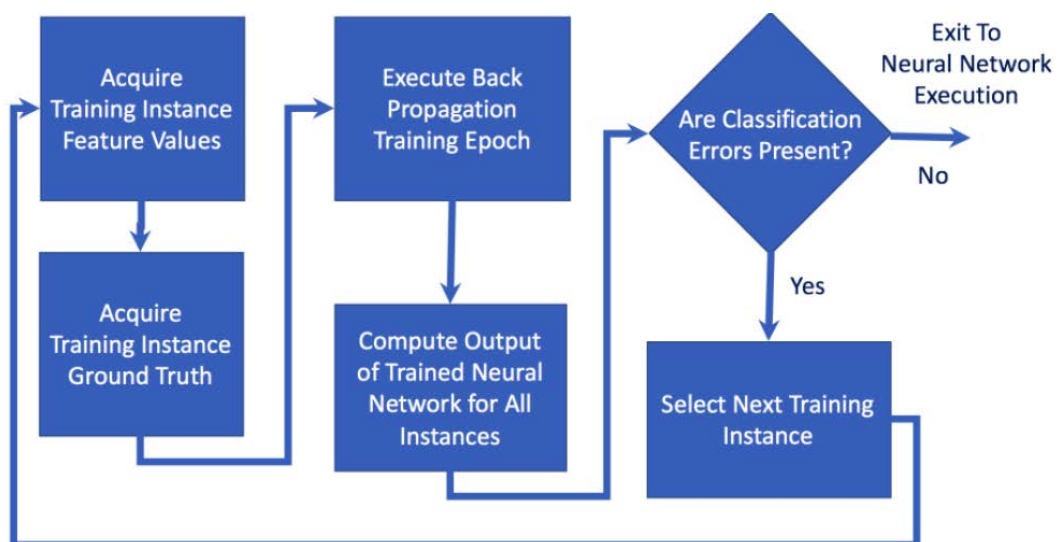 Acquire
Training Instance
Feature Values
Acquire
Training Instance
Ground Truth
Execute Back
Propagation
Training Epoch
Compute Output
of Trained Neural
Network for All
Instances
Are Classification
Errors Present?
Exit To
Neural Network
Execution
No
Yes
Select Next Training
Instance